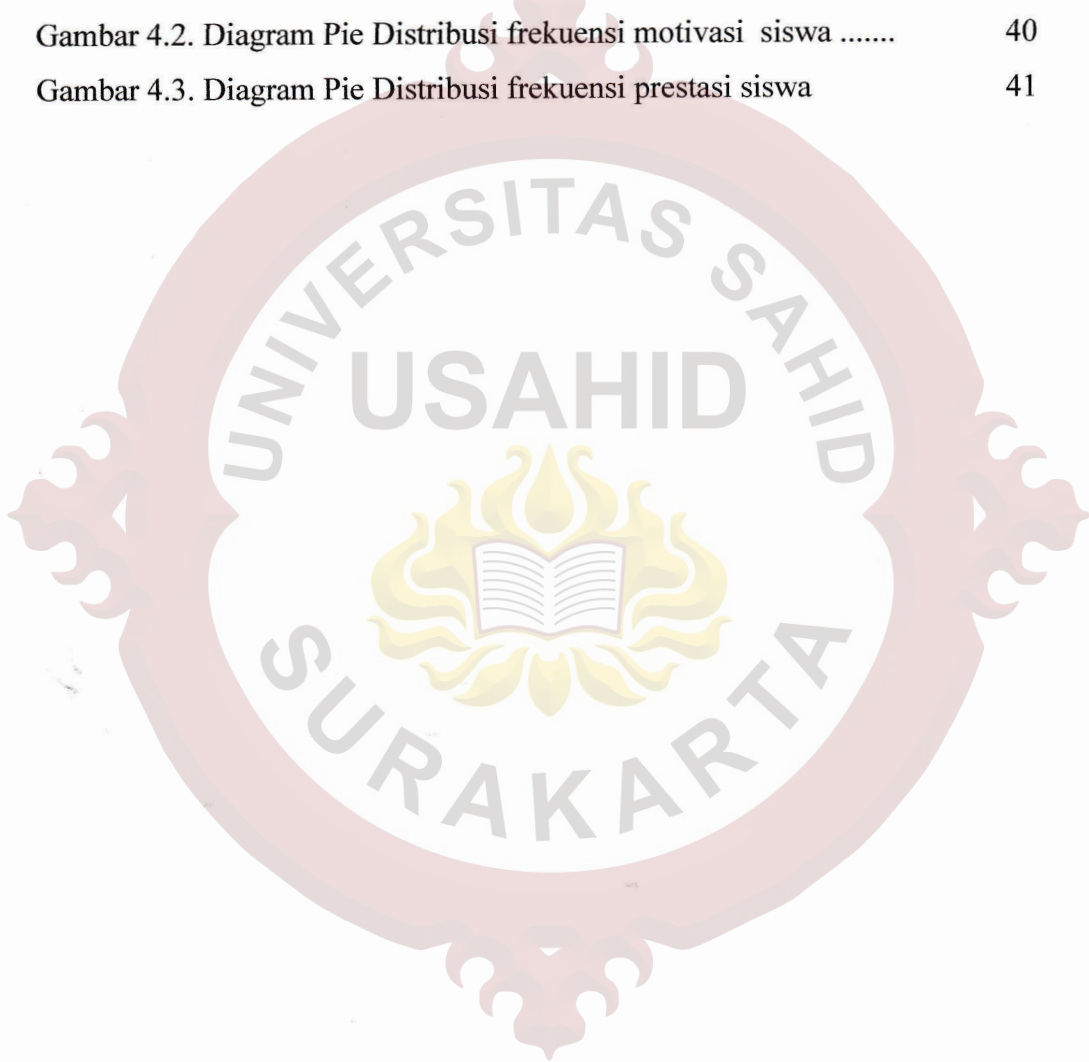 Gambar 4.2. Diagram Pie Distribusi frekuensi motivasi siswa ....... 40
Gambar 4.3. Diagram Pie Distribusi frekuensi prestasi siswa 41
UNIVERSITAS SAHID
USAHID
SURAKARTA